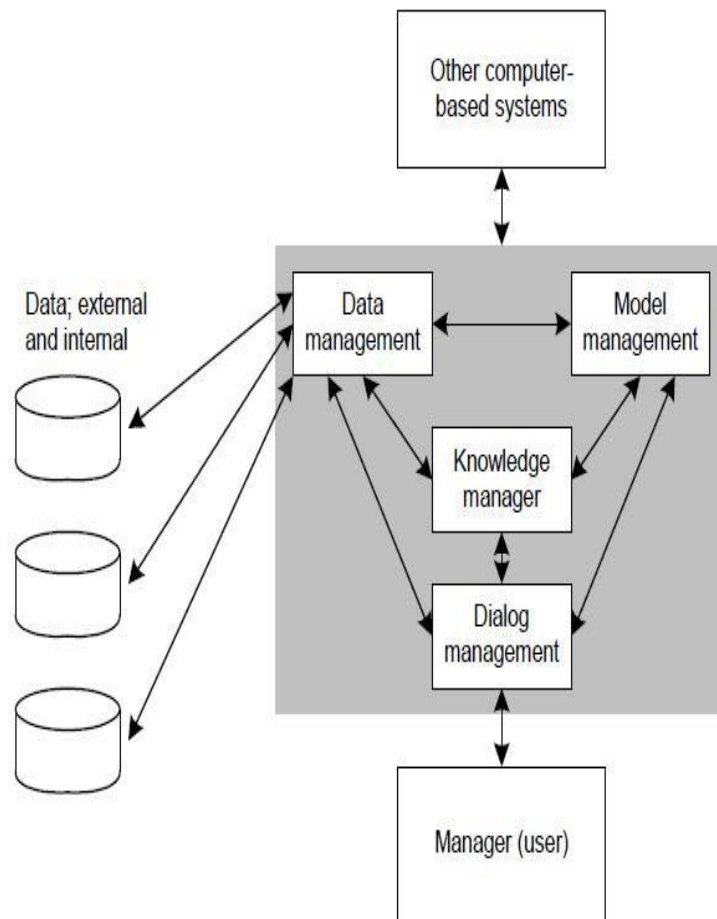 Other computer-
based systems
Data; external
and internal
Data
management
Model
management
Knowledge
manager
Dialog
management
Manager (user)